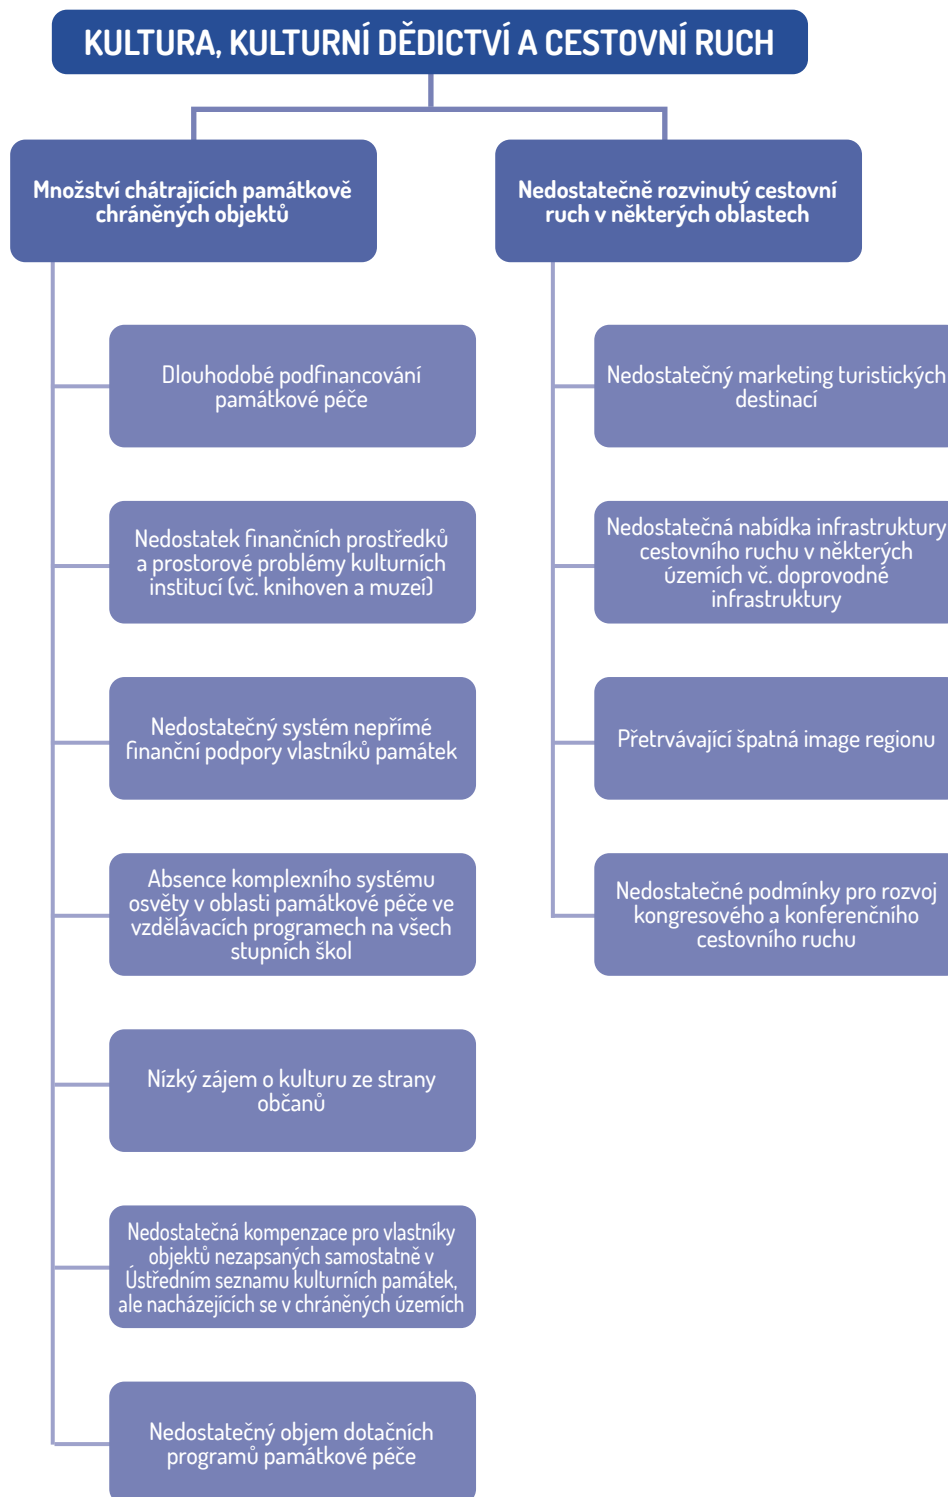 KULTURA, KULTURNÍ DĚDICTVÍ A CESTOVNÍ RUCH
Množství chátrajících památkově
chráněných objektů
Dlouhodobé podfinancování
památkové péče
Nedostatek finančních prostředků
a prostorové problémy kulturních
institucí (vč. knihoven a muzeí)
Nedostatečný systém nepřímé
finanční podpory vlastníků památek
Absence komplexního systému
osvěty v oblasti památkové péče ve
vzdělávacích programech na všech
stupních škol
Nízký zájem o kulturu ze strany
občanů
Nedostatečná kompenzace pro vlastníky
objektů nezapsaných samostatně v
Ústředním seznamu kulturních památek,
ale nacházejících se v chráněných územích
Nedostatečný objem dotačních
programů památkové péče
Nedostatečně rozvinutý cestovní
ruch v některých oblastech
Nedostatečný marketing turistických
destinací
Nedostatečná nabídka infrastruktury
cestovního ruchu v některých
územích vč. doprovodné
infrastruktury
Přetrvávající špatná image regionu
Nedostatečné podmínky pro rozvoj
kongresového a konferenčního
cestovního ruchu